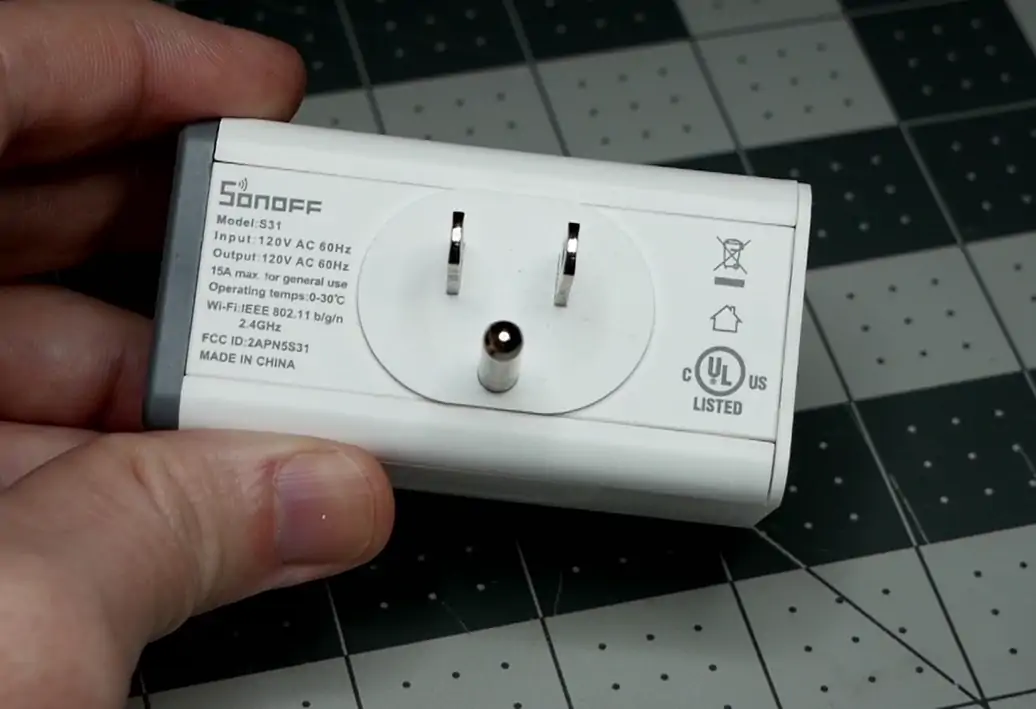 SONOFF
Model:S31
Input:120V AC 60Hz
Output:120V AC 60Hz
15A max. for general use
Operating temps:0-30℃
Wi-Fi:IEEE 802.11 b/g/n
2.4GHz
FCC ID:2APN5S31
MADE IN CHINA
C UL US
LISTED